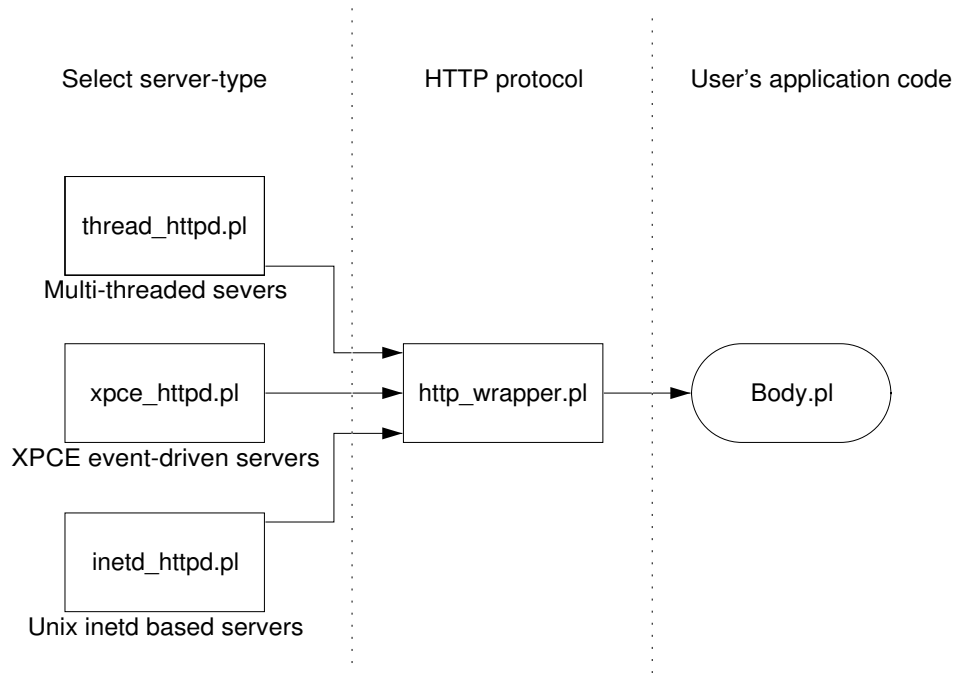 Select server-type
HTTP protocol
User's application code
thread_httpd.pl
Multi-threaded severs
xpce_httpd.pl
XPCE event-driven servers
inetd_httpd.pl
Unix inetd based servers
http_wrapper.pl
Body.pl